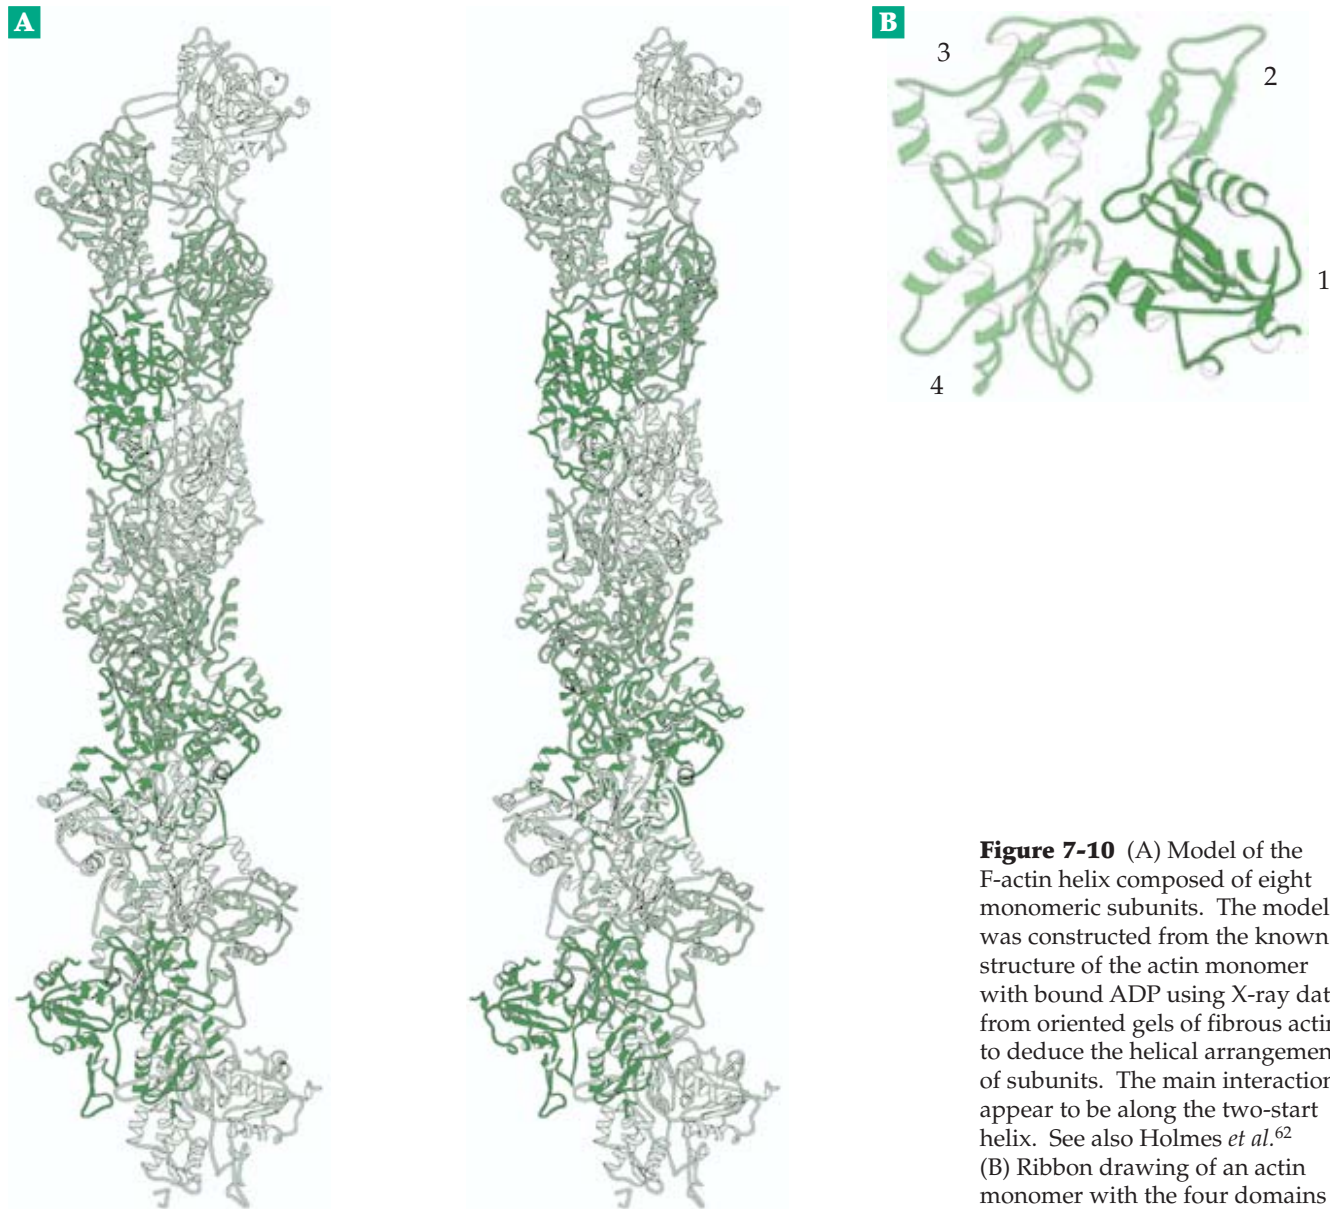 A
B
3
2
1
4
Figure 7-10 (A) Model of the
F-actin helix composed of eight
monomeric subunits. The model
was constructed from the known
structure of the actin monomer
with bound ADP using X-ray dat
from oriented gels of fibrous actin
to deduce the helical arrangemen
of subunits. The main interaction
appear to be along the two-start
helix. See also Holmes et al.62
(B) Ribbon drawing of an actin
monomer with the four domains